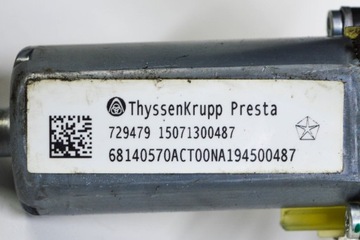 ThyssenKrupp Presta
729479 15071300487
68140570ACT00NA194500487